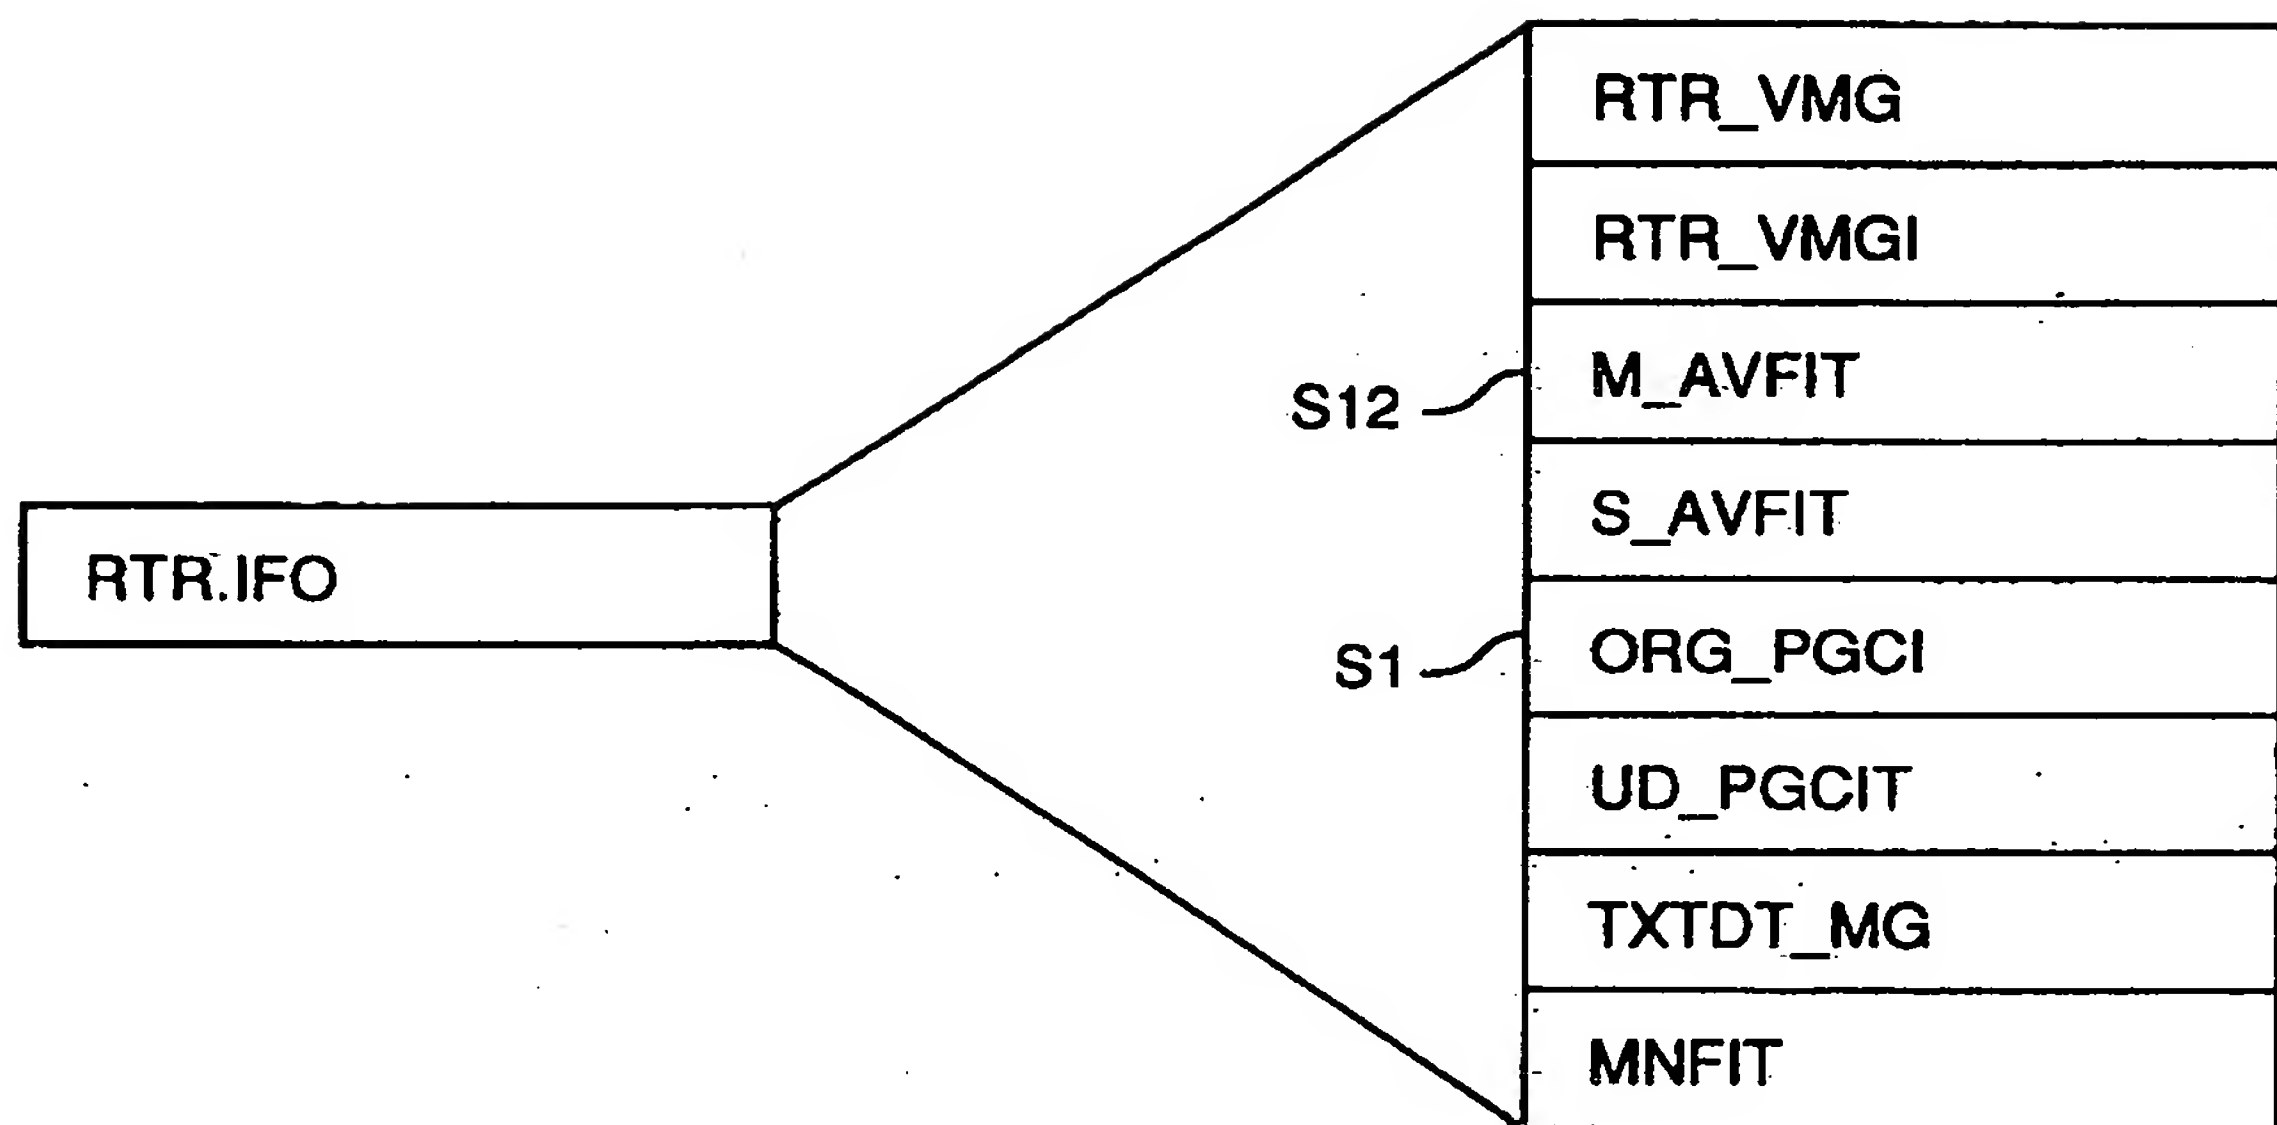 RTR_VMG
RTR_VMGI
S12
M_AVFIT
S_AVFIT
RTR.IFO
S1
ORG_PGCI
UD_PGCIT
TXTDT_MG
MNFIT